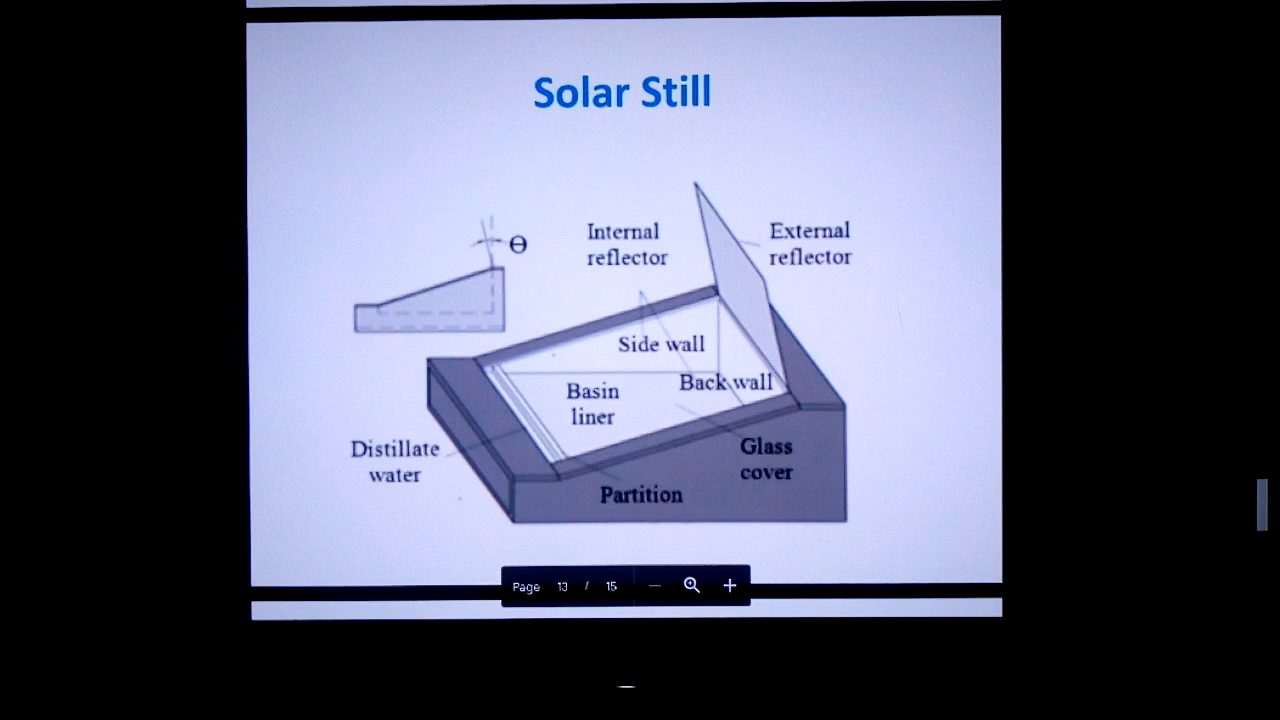 Solar Still
Internal
reflector
External
reflector
Ө
Side wall
Back wall
Basin
liner
Distillate
water
Glass
cover
Partition
Page 13 / 15